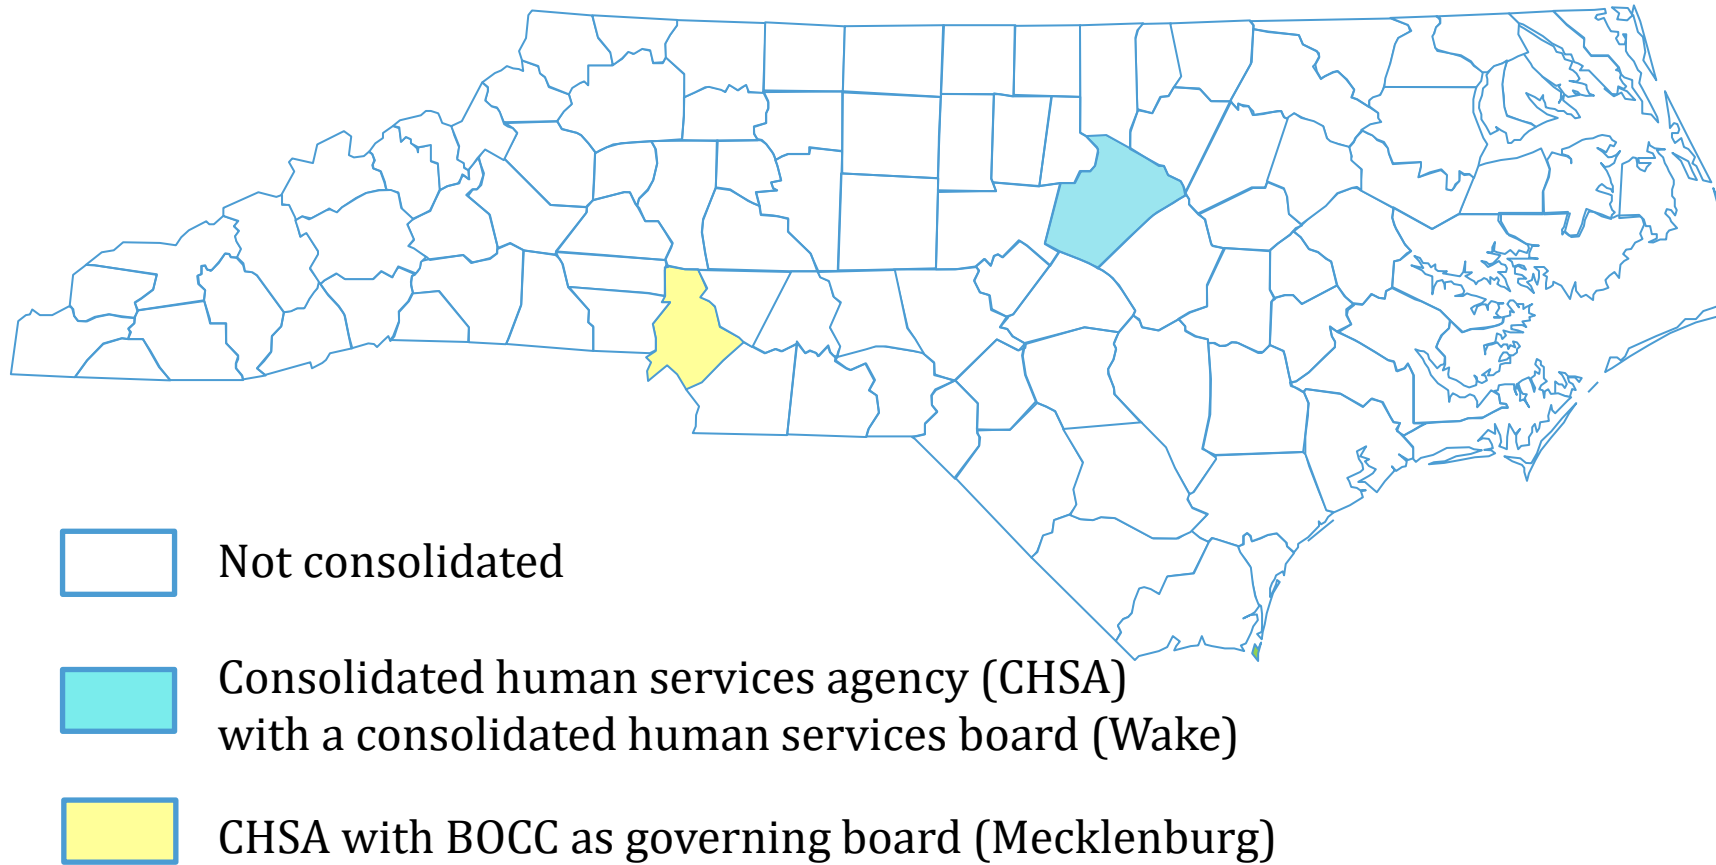 Not consolidated
Consolidated human services agency (CHSA)
with a consolidated human services board (Wake)
CHSA with BOCC as governing board (Mecklenburg)